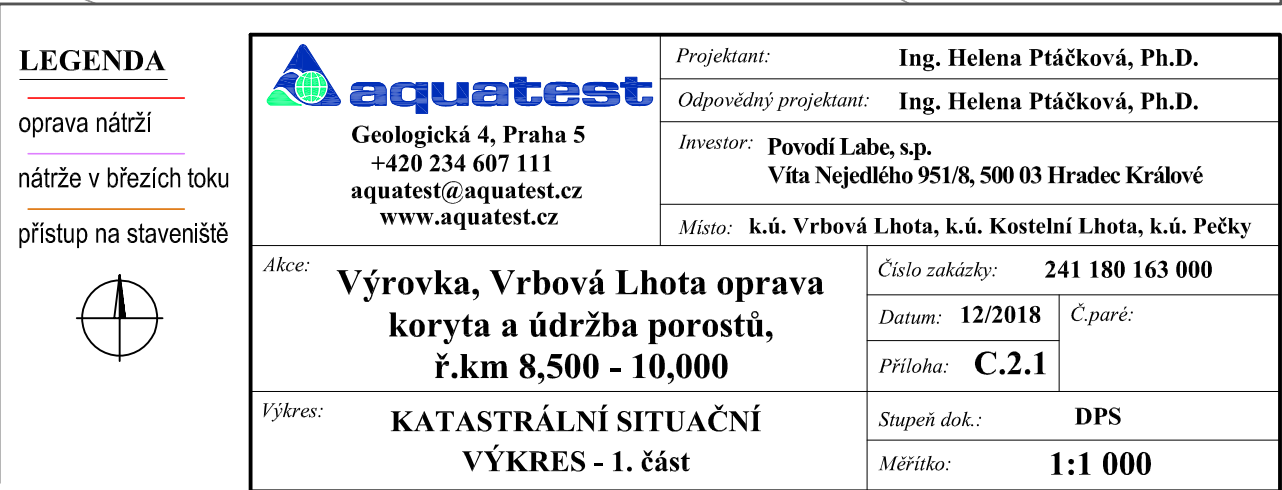 LEGENDA
oprava nátrží
nátrže v březích toku
přístup na staveniště
aquatest
Geologická 4, Praha 5
+420 234 607 111
aquatest@aquatest.cz
www.aquatest.cz
Projektant: Ing. Helena Ptáčková, Ph.D.
Odpovědný projektant: Ing. Helena Ptáčková, Ph.D.
Investor: Povodí Labe, s.p.
Víta Nejedlého 951/8, 500 03 Hradec Králové
Místo: k.ú. Vrbová Lhota, k.ú. Kostelní Lhota, k.ú. Pečky
Akce: Výrovka, Vrbová Lhota oprava
koryta a údržba porostů,
ř.km 8,500 - 10,000
Číslo zakázky: 241 180 163 000
Datum: 12/2018
Č.paré:
Příloha: C.2.1
Výkres: KATASTRÁLNÍ SITUAČNÍ
VÝKRES - 1. část
Stupeň dok.: DPS
Měřítko: 1:1 000